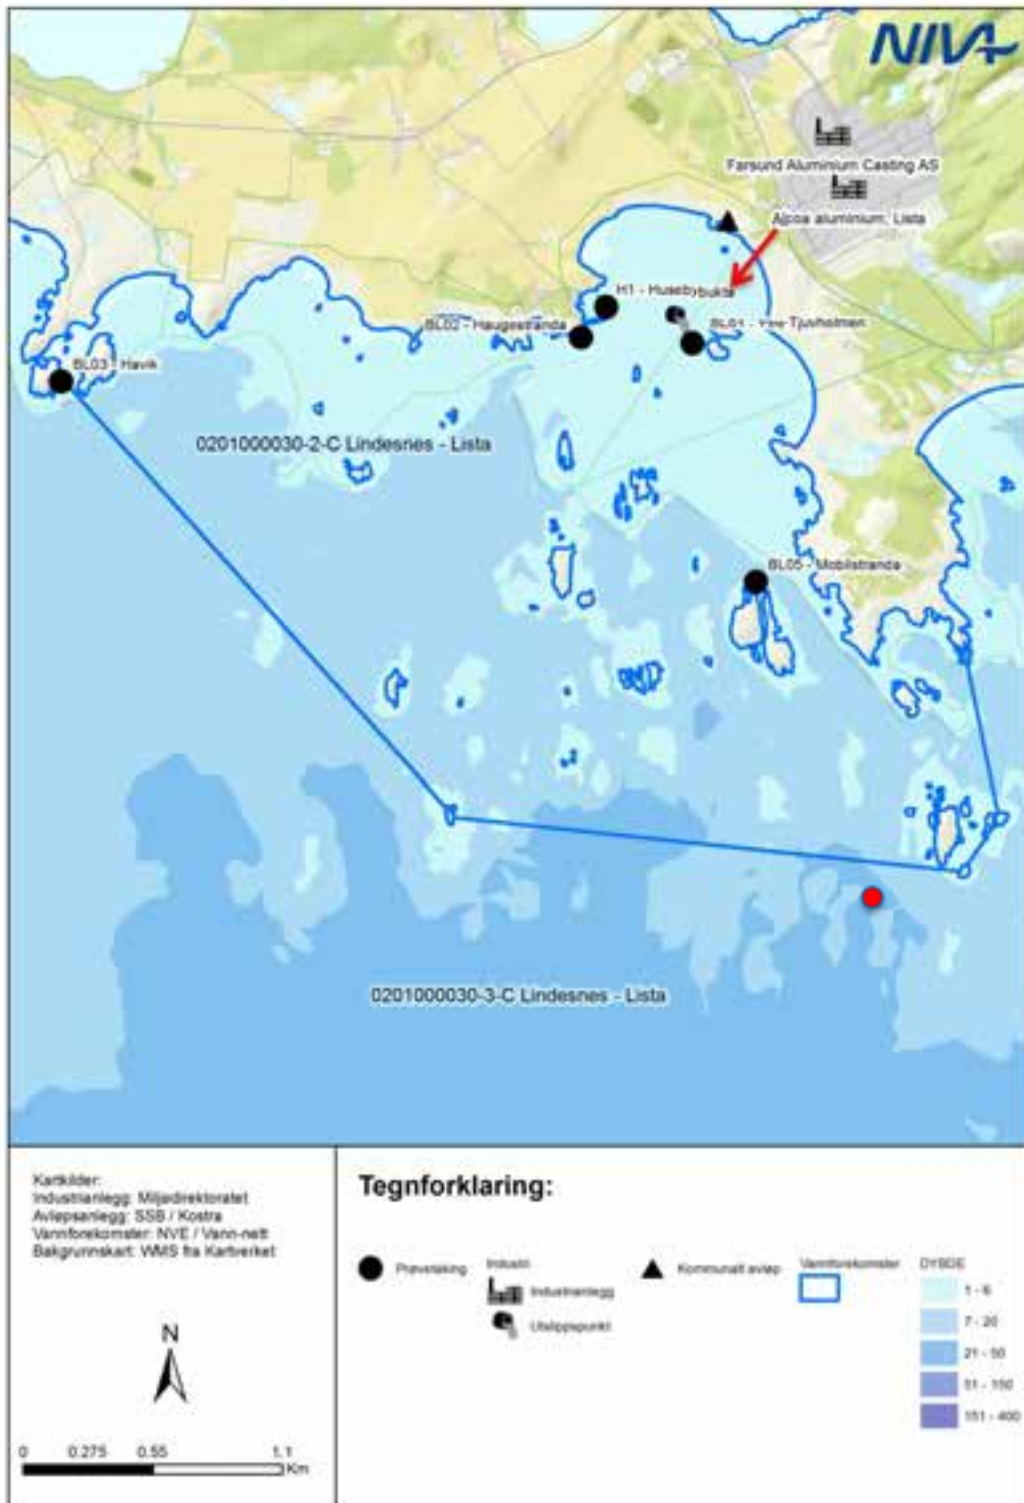 NIVA
Farsund Aluminium Casting AS
Alcoa aluminium, Lista
H1 - Husebybukta
BL02 - Haugestranda
BL01 - Ytre Tjuvholmen
BL03 - Havik
0201000030-2-C Lindesnes - Lista
BL05 - Mobilstranda
0201000030-3-C Lindesnes - Lista
Kartkilder:
Industrianlegg: Miljødirektoratet
Avløpsanlegg: SSB / Kostra
Vannforekomster: NVE / Vann-nett
Bakgrunnskart: WMS fra Kartverket
N
0 0.275 0.55 1.1
Km
Tegnforklaring:
Prøvetaking
Industri
Industrianlegg
Utslippspunkt
Kommunalt avløp
Vannforekomster
DYBDE
1 - 6
7 - 20
21 - 50
51 - 150
151 - 400